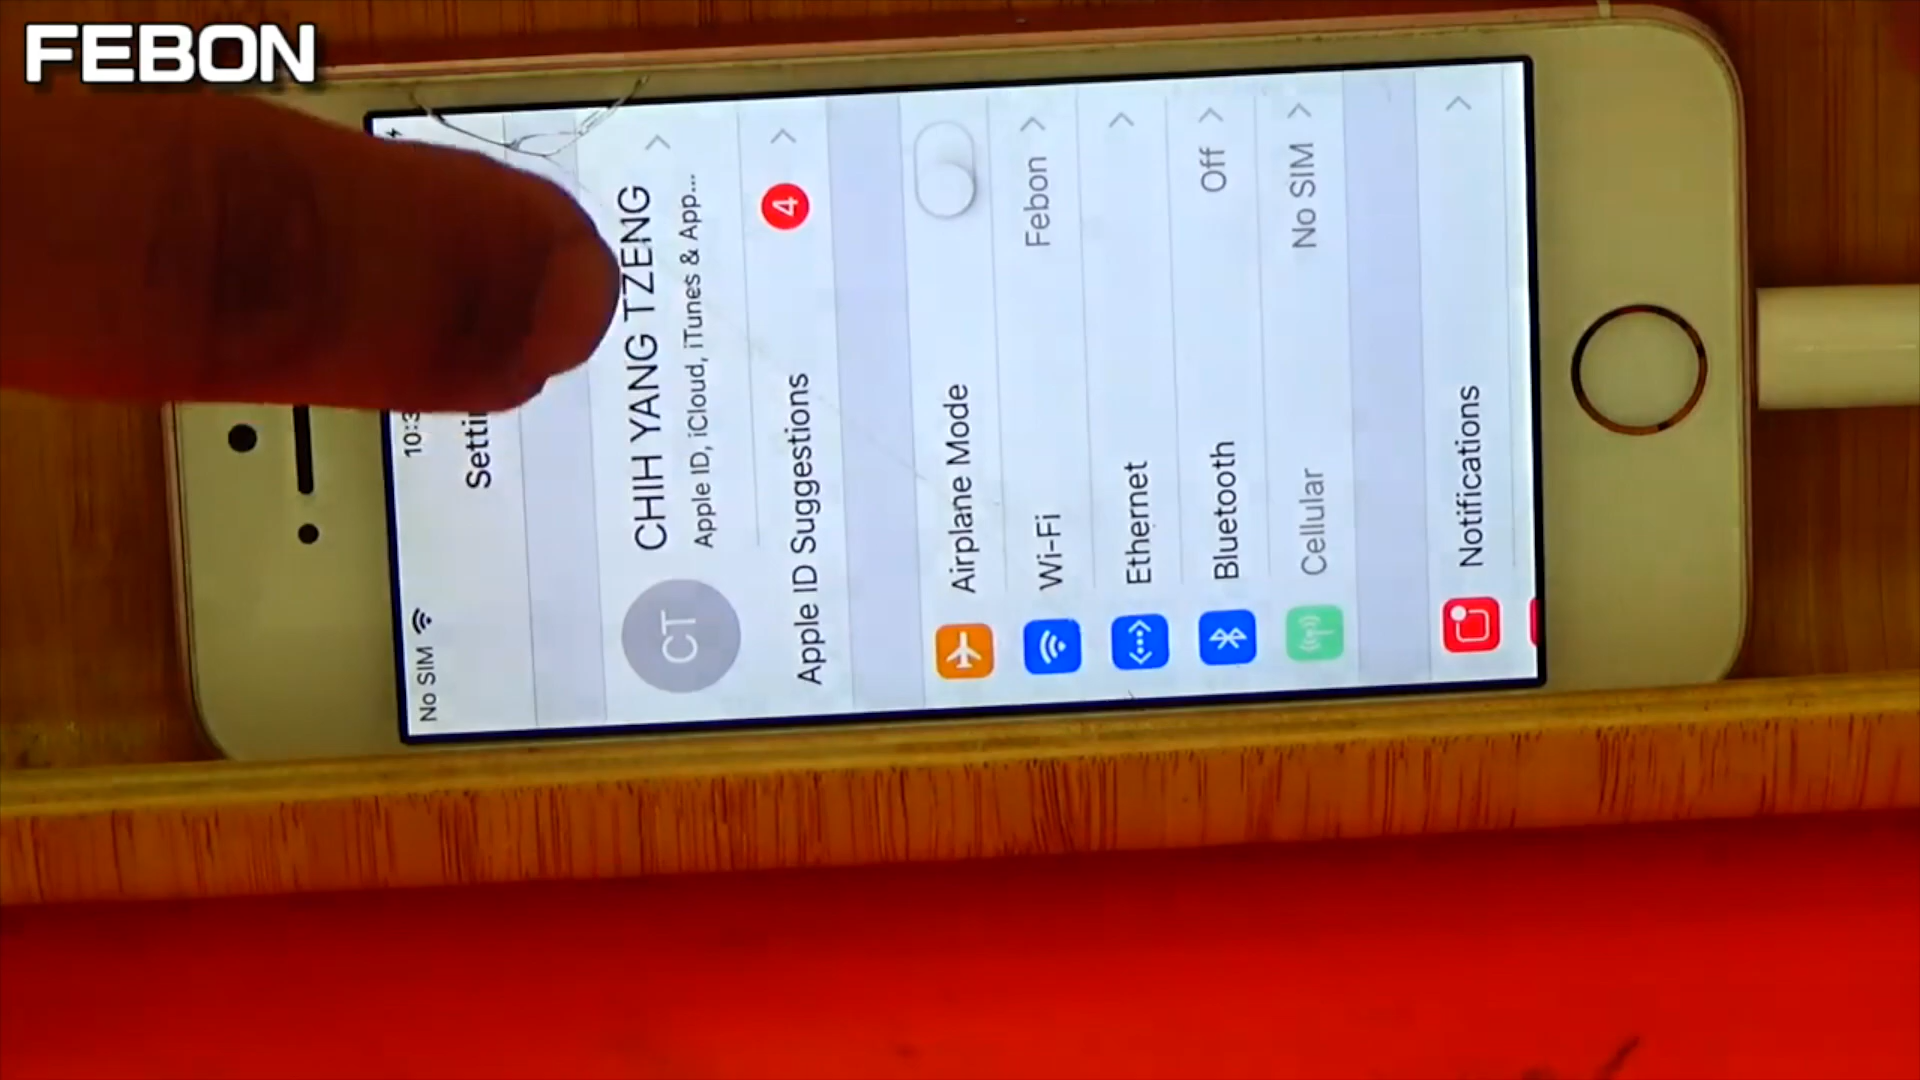 FEBON
No SIM
10:3
Setti
CT
CHIH YANG TZENG
Apple ID, iCloud, iTunes & App...
Apple ID Suggestions
4
Airplane Mode
Wi-Fi
Febon
Ethernet
Bluetooth
Off
Cellular
No SIM
Notifications